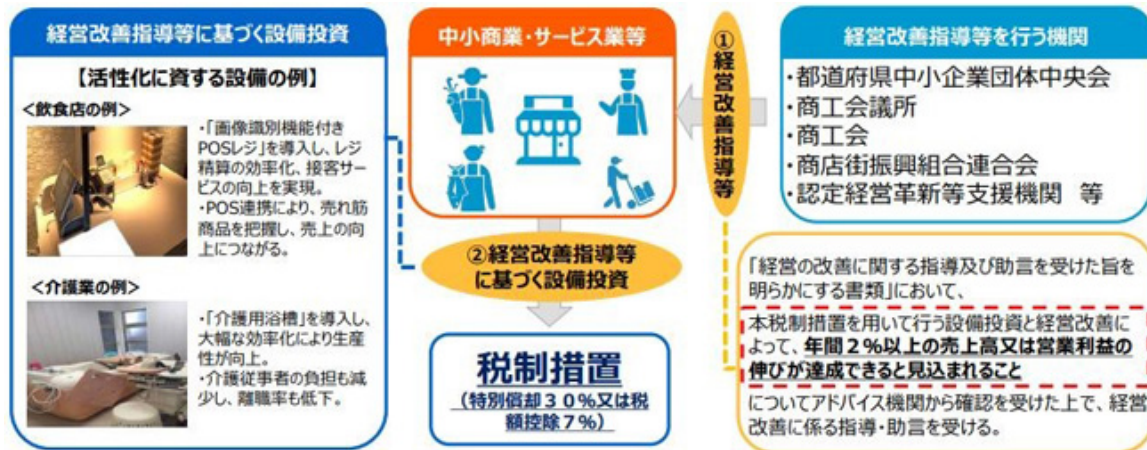 経営改善指導等に基づく設備投資
【活性化に資する設備の例】
<飲食店の例>
・「画像識別機能付き
POSレジ」を導入し、レジ
精算の効率化、接客サー
ビスの向上を実現。
・POS連携により、売れ筋
商品を把握し、売上の向
上につながる。
<介護業の例>
・「介護用浴槽」を導入し、
大幅な効率化により生産
性が向上。
・介護従事者の負担も減
少し、離職率も低下。
中小商業・サービス業等
②経営改善指導等
に基づく設備投資
税制措置
(特別償却30%又は税
額控除7%)
①経営改善指導等
経営改善指導等を行う機関
・都道府県中小企業団体中央会
・商工会議所
・商工会
・商店街振興組合連合会
・認定経営革新等支援機関 等
「経営の改善に関する指導及び助言を受けた旨を
明らかにする書類」において、
本税制措置を用いて行う設備投資と経営改善に
よって、年間2%以上の売上高又は営業利益の
伸びが達成できると見込まれること
についてアドバイス機関から確認を受けた上で、経営
改善に係る指導・助言を受ける。